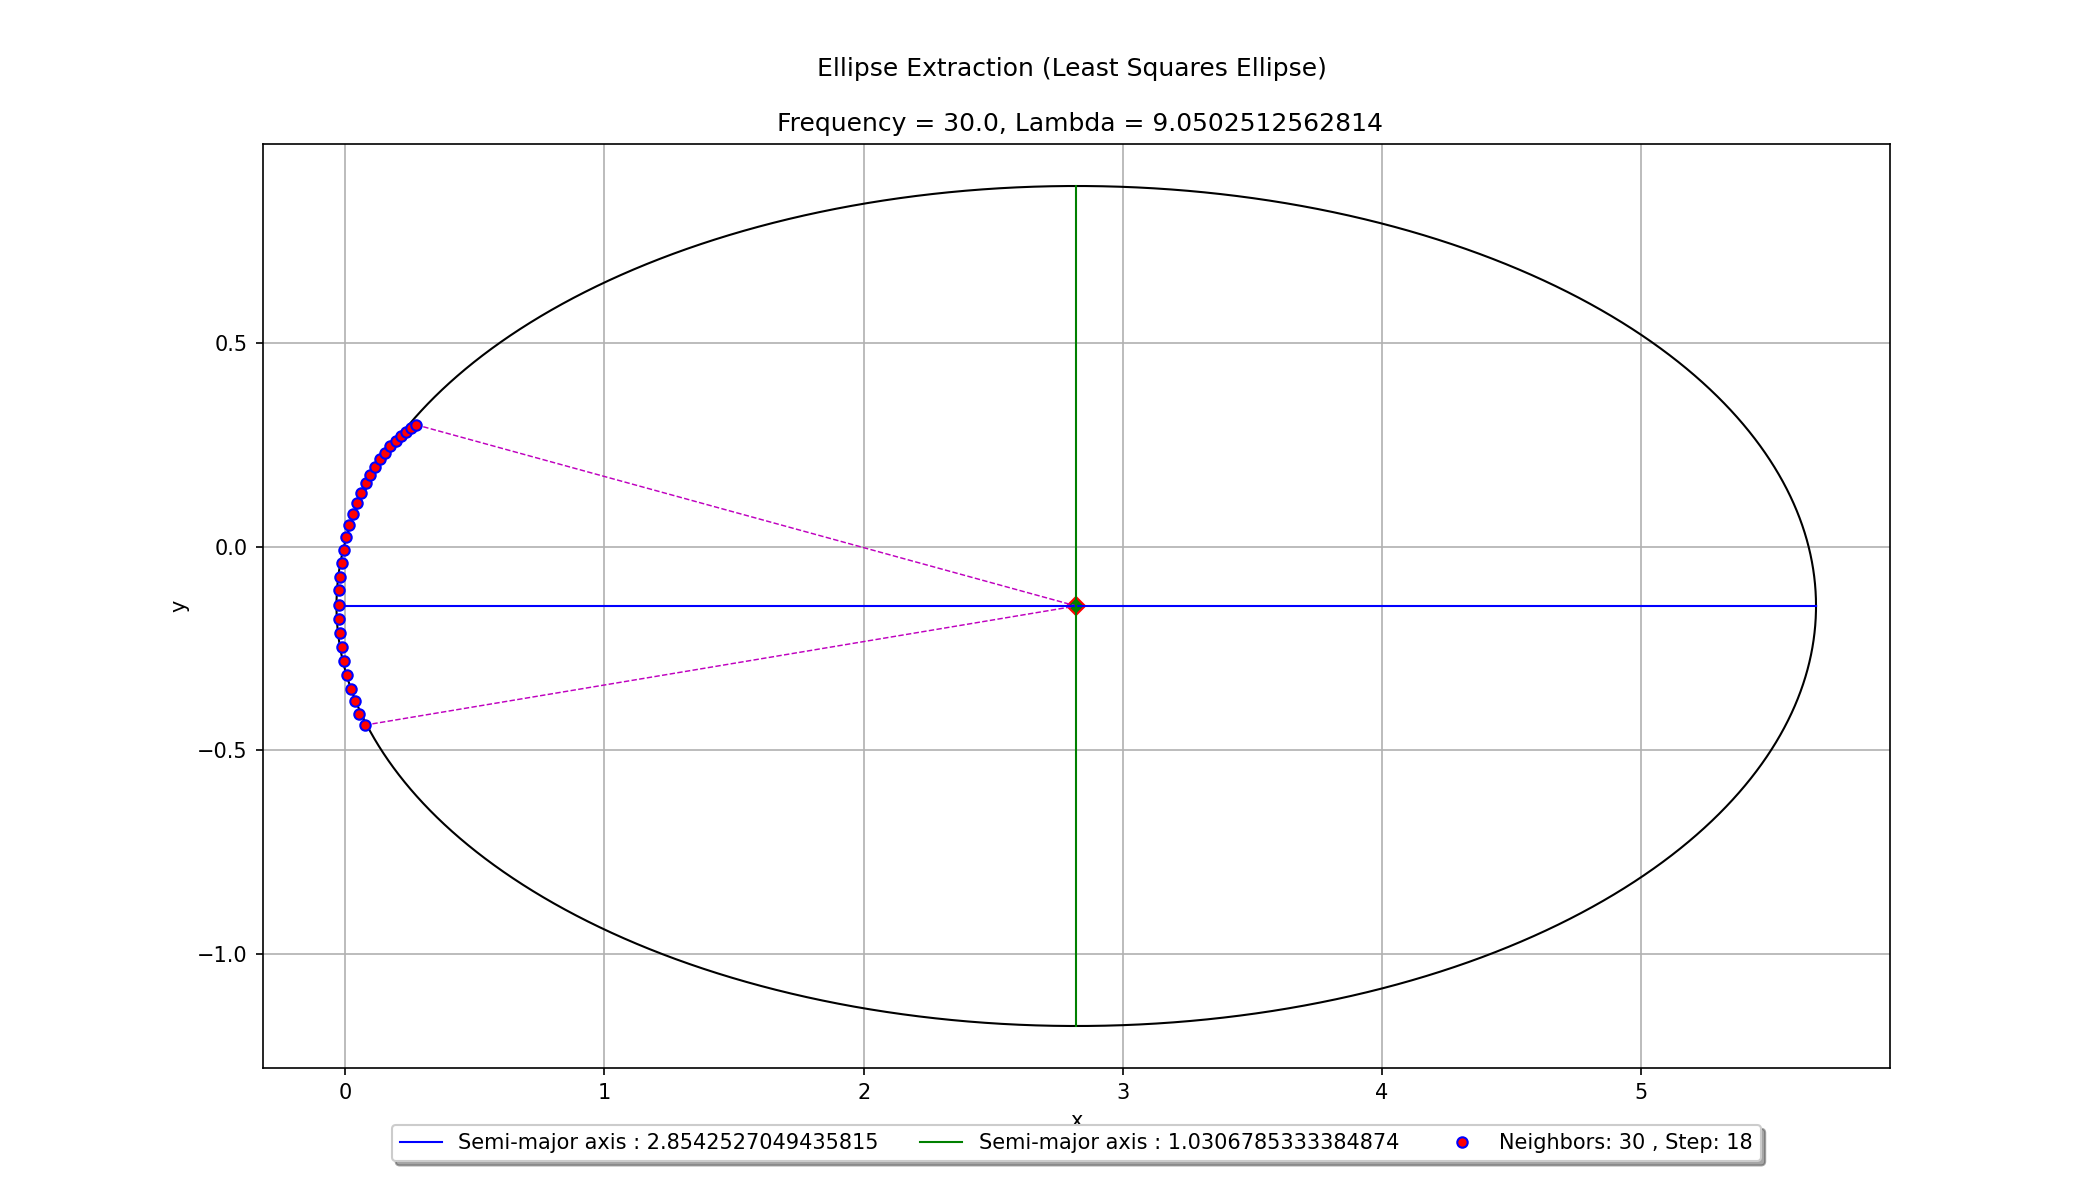 Ellipse Extraction (Least Squares Ellipse)
Frequency = 30.0, Lambda = 9.0502512562814
0.5
0.0
−0.5
−1.0
y
0 1 2 3 4 5
x
Semi-major axis : 2.8542527049435815 Semi-major axis : 1.0306785333384874 Neighbors: 30 , Step: 18